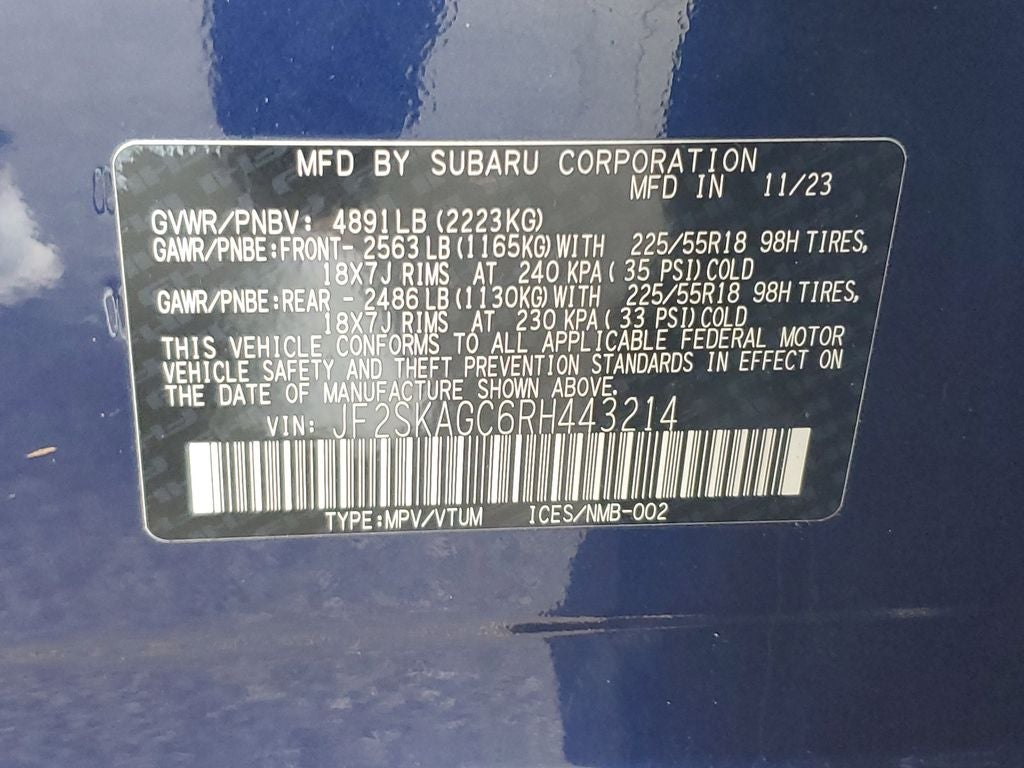 MFD BY SUBARU CORPORATION
MFD IN 11/23
GVWR/PNBV: 4891LB (2223KG)
GAWR/PNBE:FRONT- 2563 LB (1165KG) WITH 225/55R18 98H TIRES,
18X7J RIMS AT 240 KPA ( 35 PSI) COLD
GAWR/PNBE:REAR - 2486 LB (1130KG) WITH 225/55R18 98H TIRES,
18X7J RIMS AT 230 KPA ( 33 PSI) COLD
THIS VEHICLE CONFORMS TO ALL APPLICABLE FEDERAL MOTOR
VEHICLE SAFETY AND THEFT PREVENTION STANDARDS IN EFFECT ON
THE DATE OF MANUFACTURE SHOWN ABOVE.
VIN: JF2SKAGC6RH443214
TYPE:MPV/VTUM ICES/NMB-002